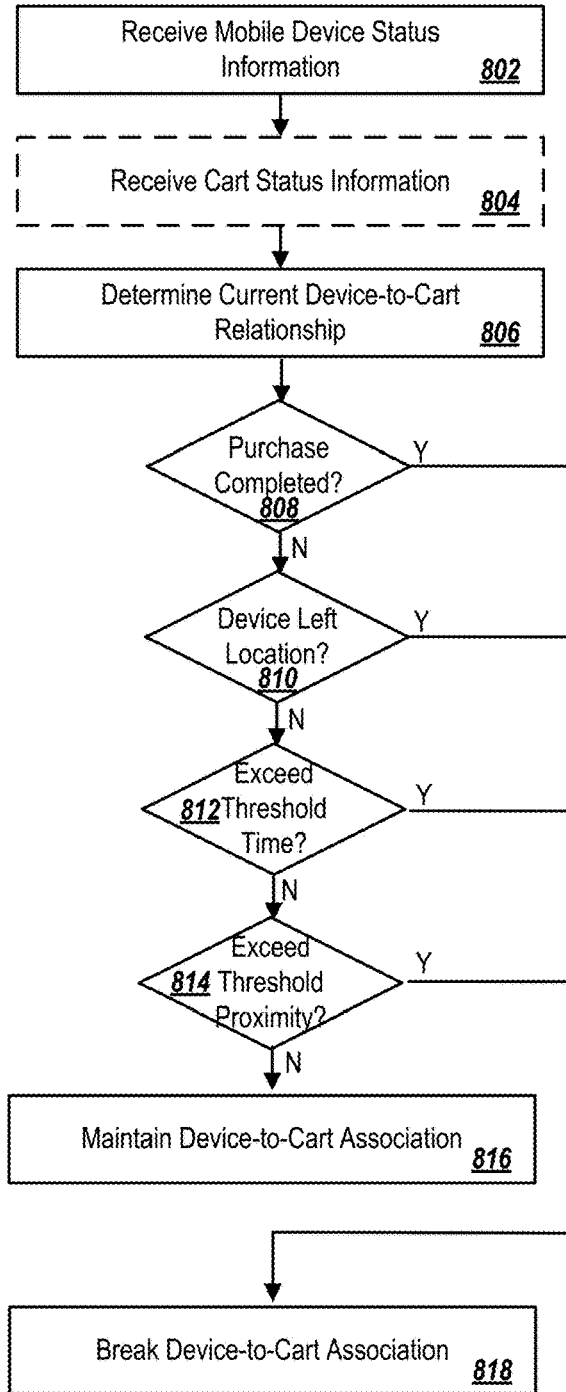 Receive Mobile Device Status
Information
802
Receive Cart Status Information
804
Determine Current Device-to-Cart
Relationship
806
Purchase
Completed?
808
Y
N
Device Left
Location?
810
Y
N
Exceed
812 Threshold
Time?
Y
N
Exceed
814 Threshold
Proximity?
Y
N
Maintain Device-to-Cart Association
816
Break Device-to-Cart Association
818